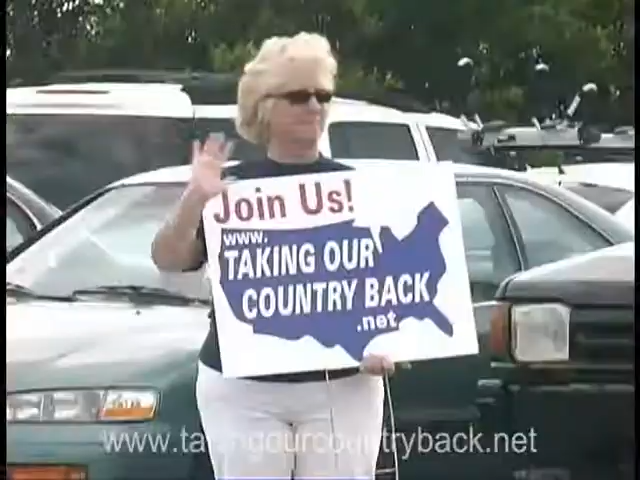 Join Us!
www.
TAKING OUR
COUNTRY BACK
.net
www.takingourcountryback.net